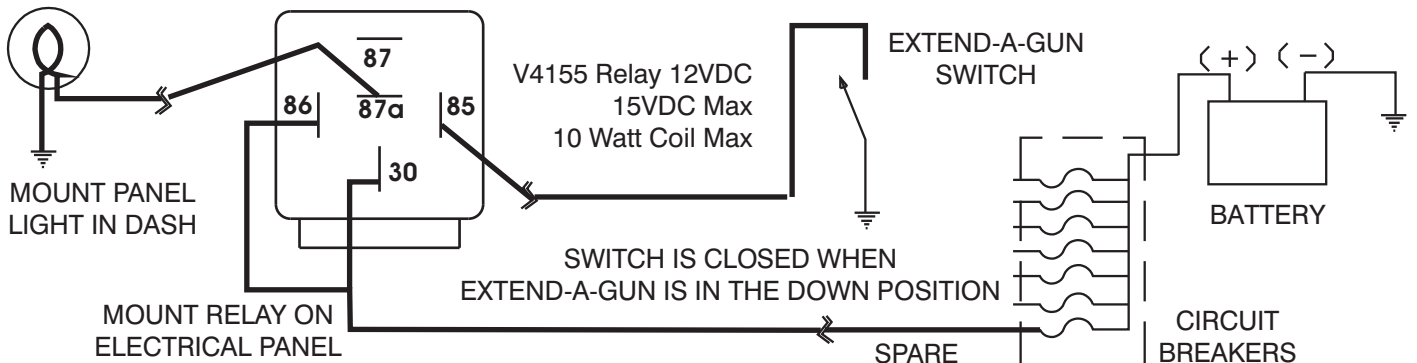 87
86
87a
85
30
MOUNT PANEL
LIGHT IN DASH
V4155 Relay 12VDC
15VDC Max
10 Watt Coil Max
EXTEND-A-GUN
SWITCH
(+) (−)
BATTERY
SWITCH IS CLOSED WHEN
EXTEND-A-GUN IS IN THE DOWN POSITION
MOUNT RELAY ON
ELECTRICAL PANEL
SPARE
CIRCUIT
BREAKERS